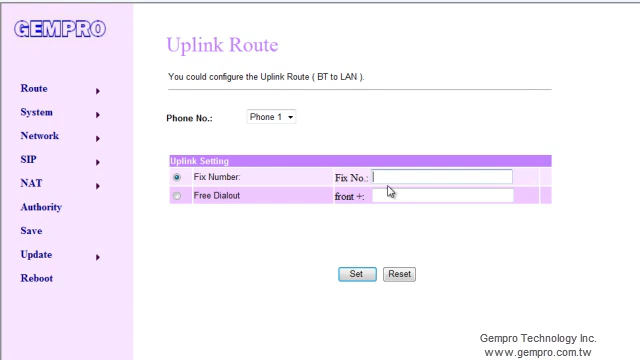 GEMPRO
Uplink Route
You could configure the Uplink Route ( BT to LAN ).
Route
System
Network
SIP
NAT
Authority
Save
Update
Reboot
Phone No.: Phone 1
Uplink Setting
Fix Number: Fix No.:
Free Dialout front +:
Set Reset
Gempro Technology Inc.
www.gempro.com.tw